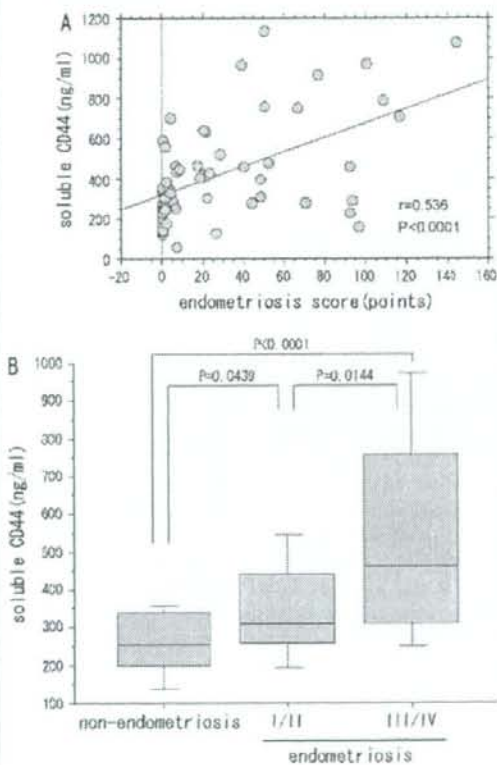 A
1200
1000
800
600
400
200
0
soluble CD44(ng/ml)
r=0.536
P<0.0001
-20 0 20 40 60 80 100 120 140 160
endometriosis score(points)
B
P<0.0001
P=0.0439 P=0.0144
1000
900
800
700
600
500
400
300
200
100
soluble CD44(ng/ml)
non-endometriosis I/II III/IV
endometriosis